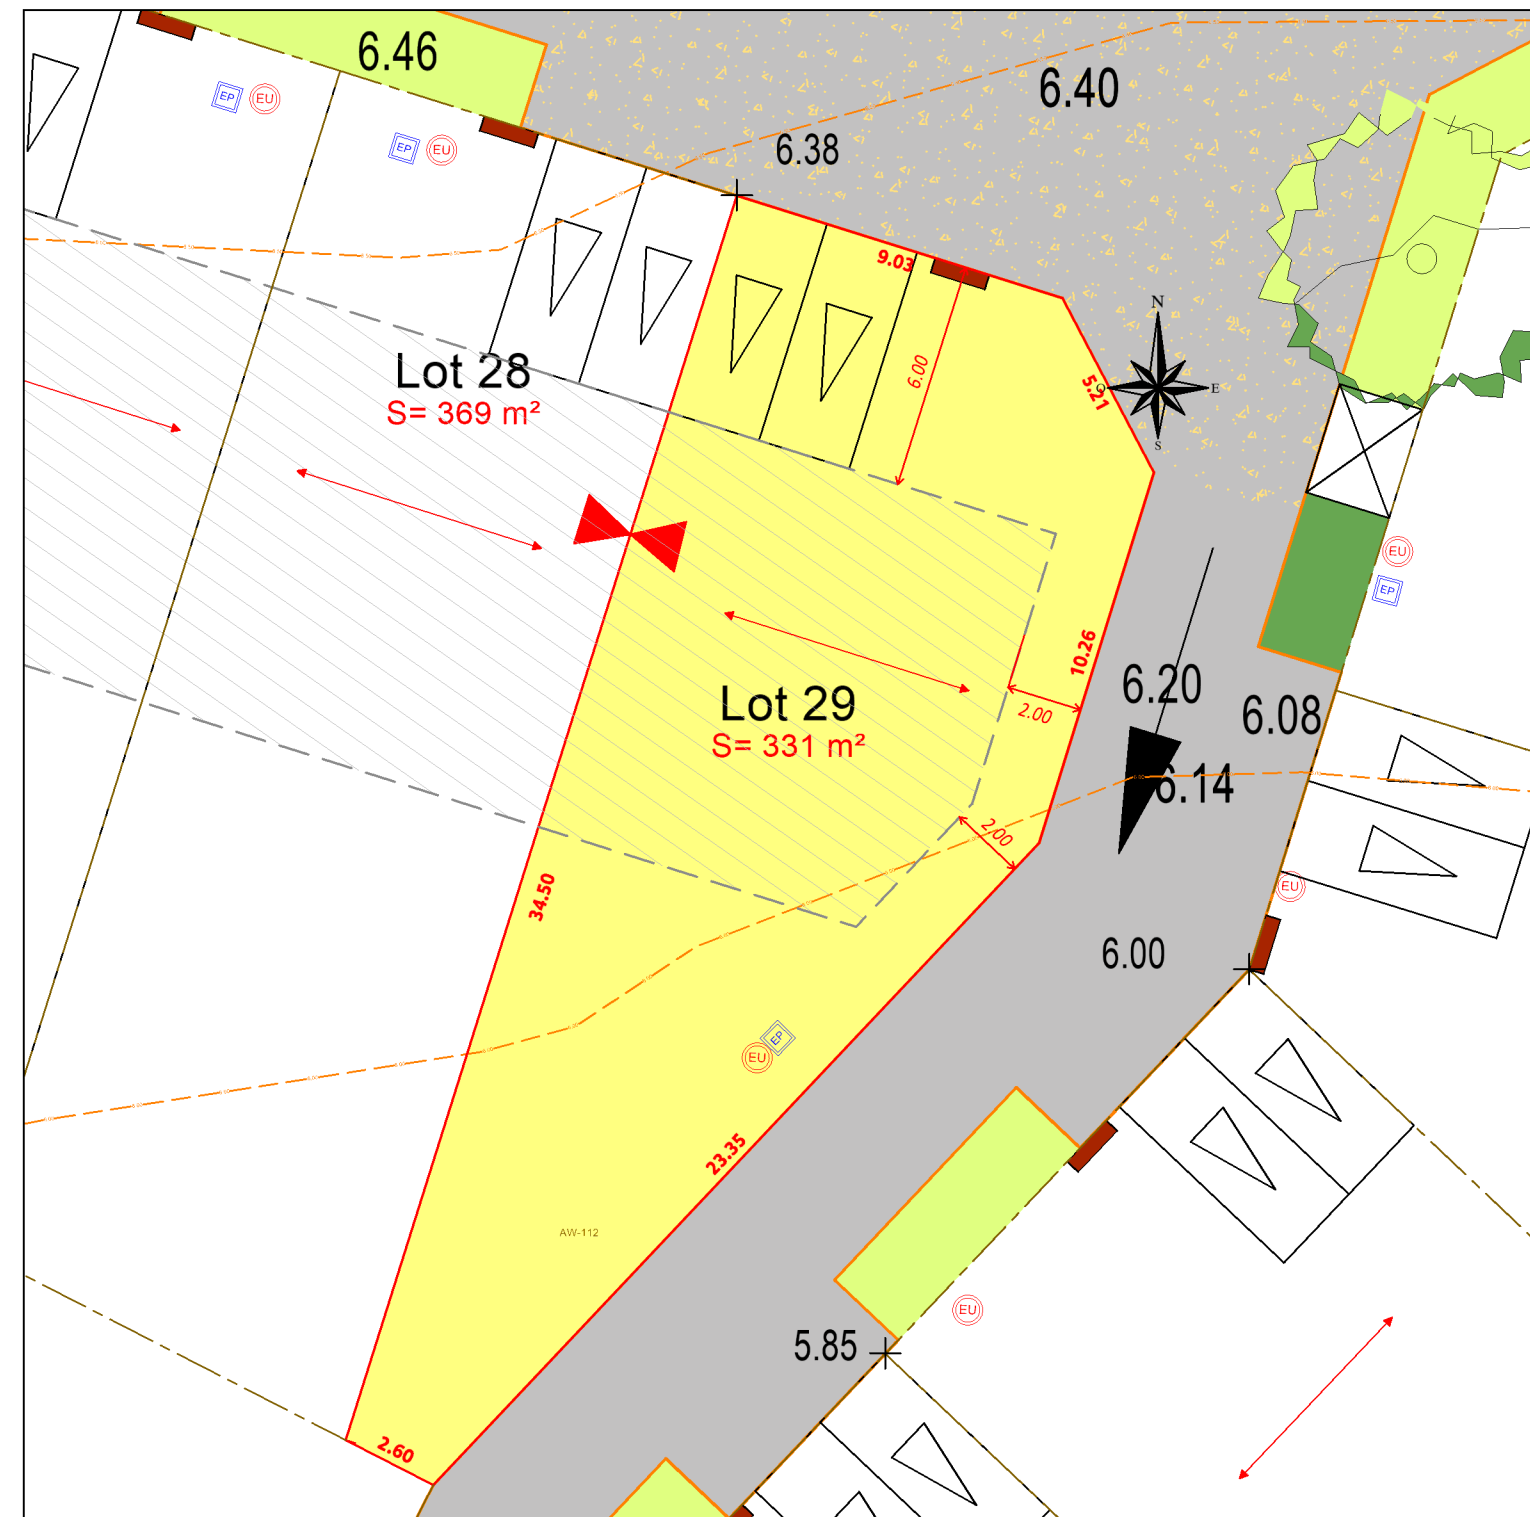 6.46
6.40
6.38
EP
EU
EP
EU
9.03
6.00
5.21
N
O
E
S
Lot 28
S= 369 m²
EU
EP
10.26
6.20
6.08
2.00
Lot 29
S= 331 m²
6.14
2.00
34.50
EU
6.00
EP
EU
23.35
AW-112
EU
5.85
2.60